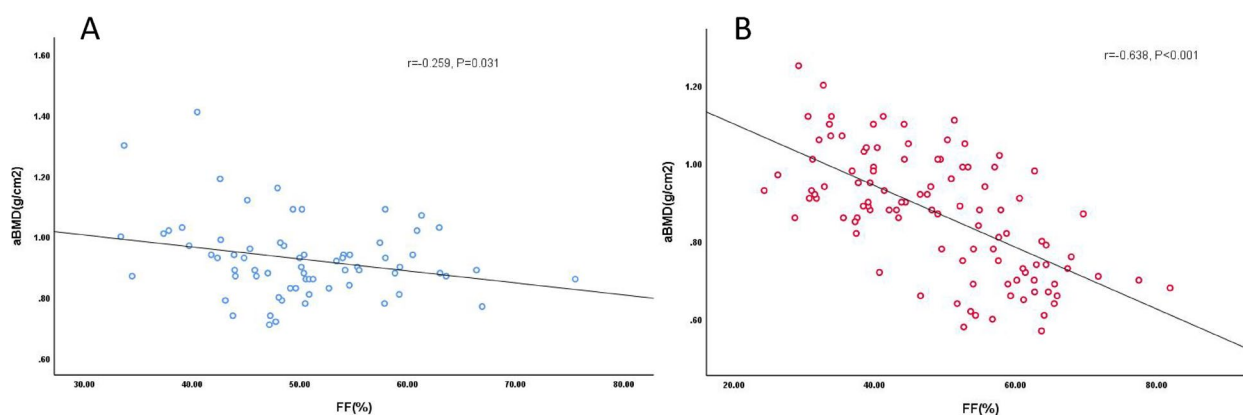 A
r=-0.259, P=0.031
aBMD(g/cm2)
1.60
1.40
1.20
1.00
.80
.60
30.00 40.00 50.00 60.00 70.00 80.00
FF(%)
B
r=-0.638, P<0.001
aBMD(g/cm2)
1.20
1.00
.80
.60
20.00 40.00 60.00 80.00
FF(%)